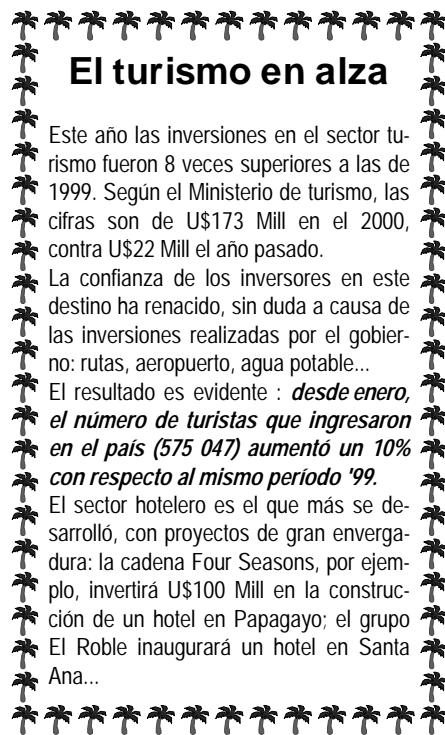 El turismo en alza
Este año las inversiones en el sector tu-
rismo fueron 8 veces superiores a las de
1999. Según el Ministerio de turismo, las
cifras son de U$173 Mill en el 2000,
contra U$22 Mill el año pasado.
La confianza de los inversores en este
destino ha renacido, sin duda a causa de
las inversiones realizadas por el gobier-
no: rutas, aeropuerto, agua potable...
El resultado es evidente : desde enero,
el número de turistas que ingresaron
en el país (575 047) aumentó un 10%
con respecto al mismo período '99.
El sector hotelero es el que más se de-
sarrolló, con proyectos de gran enverga-
dura: la cadena Four Seasons, por ejem-
plo, invertirá U$100 Mill en la construc-
ción de un hotel en Papagayo; el grupo
El Roble inaugurará un hotel en Santa
Ana...